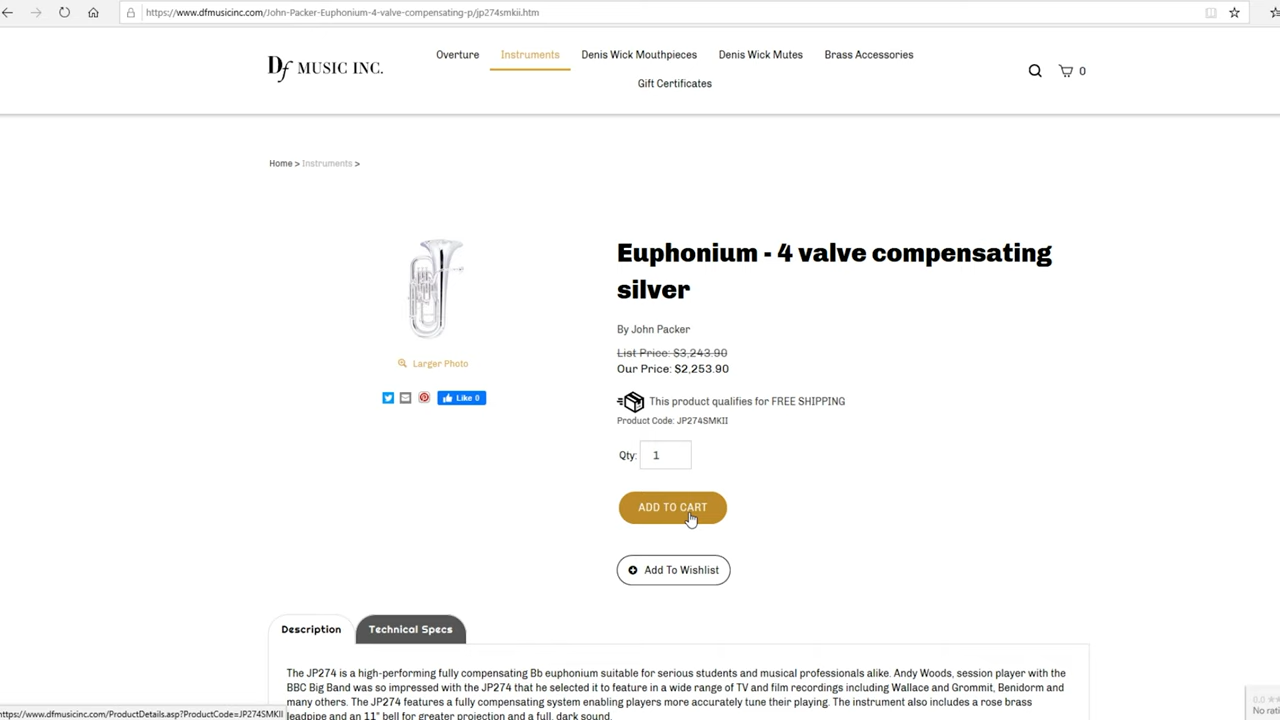 https://www.dfmusicinc.com/John-Packer-Euphonium-4-valve-compensating-p/jp274smkii.htm
Df MUSIC INC.
Overture Instruments Denis Wick Mouthpieces Denis Wick Mutes Brass Accessories
Gift Certificates
0
Home > Instruments >
Euphonium - 4 valve compensating
silver
By John Packer
List Price: $3,243.90
Our Price: $2,253.90
Larger Photo
Like 0
This product qualifies for FREE SHIPPING
Product Code: JP274SMKII
Qty: 1
ADD TO CART
Add To Wishlist
Description Technical Specs
The JP274 is a high-performing fully compensating Bb euphonium suitable for serious students and musical professionals alike. Andy Woods, session player with the
BBC Big Band was so impressed with the JP274 that he selected it to feature in a wide range of TV and film recordings including Wallace and Grommit, Benidorm and
many others. The JP274 features a fully compensating system enabling players more accurately tune their playing. The instrument also includes a rose brass
leadpipe and an 11" bell for greater projection and a full, dark sound.
0.0
No rati
https://www.dfmusicinc.com/ProductDetails.asp?ProductCode=JP274SMKII